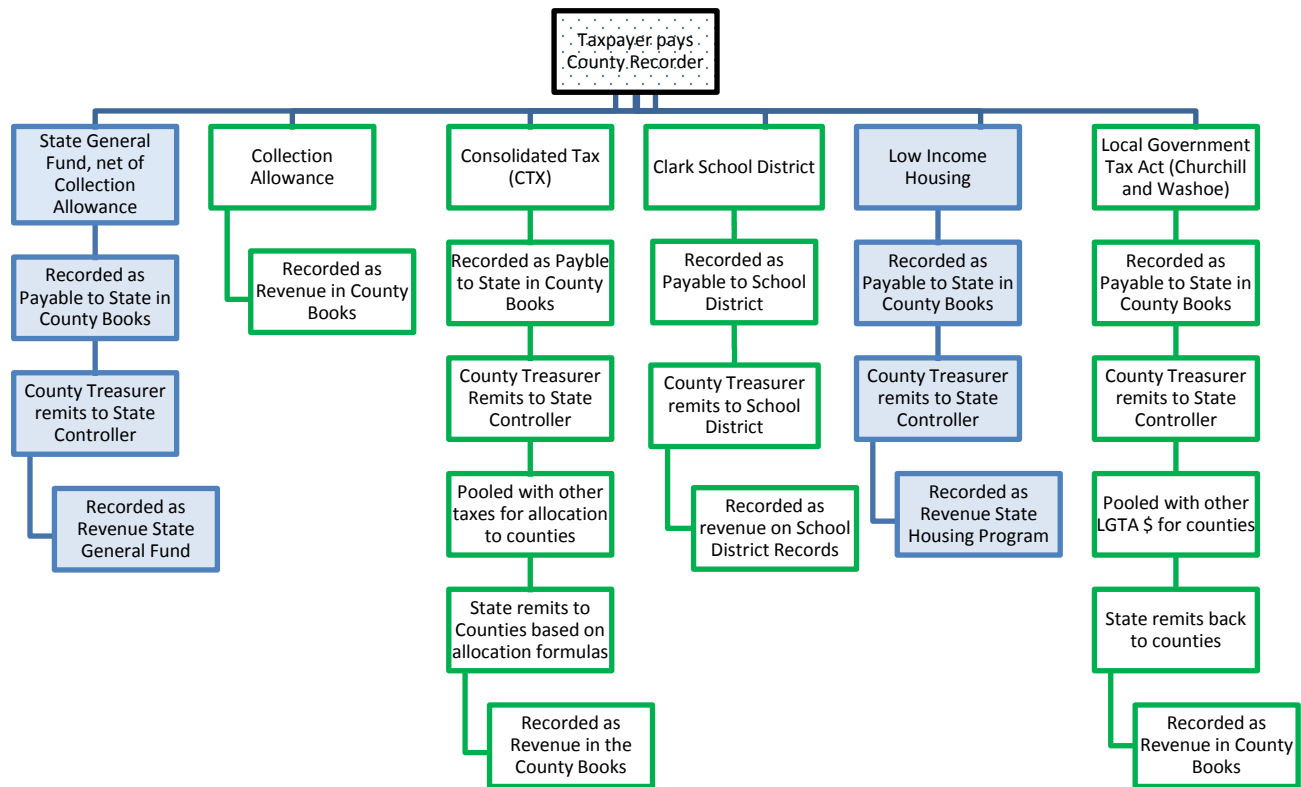 Taxpayer pays
County Recorder
State General
Fund, net of
Collection
Allowance
Recorded as
Payable to State in
County Books
County Treasurer
remits to State
Controller
Recorded as
Revenue State
General Fund
Collection
Allowance
Recorded as
Revenue in County
Books
Consolidated Tax
(CTX)
Recorded as Payble
to State in County
Books
County Treasurer
Remits to State
Controller
Pooled with other
taxes for allocation
to counties
State remits to
Counties based on
allocation formulas
Recorded as
Revenue in the
County Books
Clark School District
Recorded as
Payable to School
District
County Treasurer
remits to School
District
Recorded as
revenue on School
District Records
Low Income
Housing
Recorded as
Payable to State in
County Books
County Treasurer
remits to State
Controller
Recorded as
Revenue State
Housing Program
Local Government
Tax Act (Churchill
and Washoe)
Recorded as
Payable to State in
County Books
County Treasurer
remits to State
Controller
Pooled with other
LGTA $ for counties
State remits back
to counties
Recorded as
Revenue in County
Books